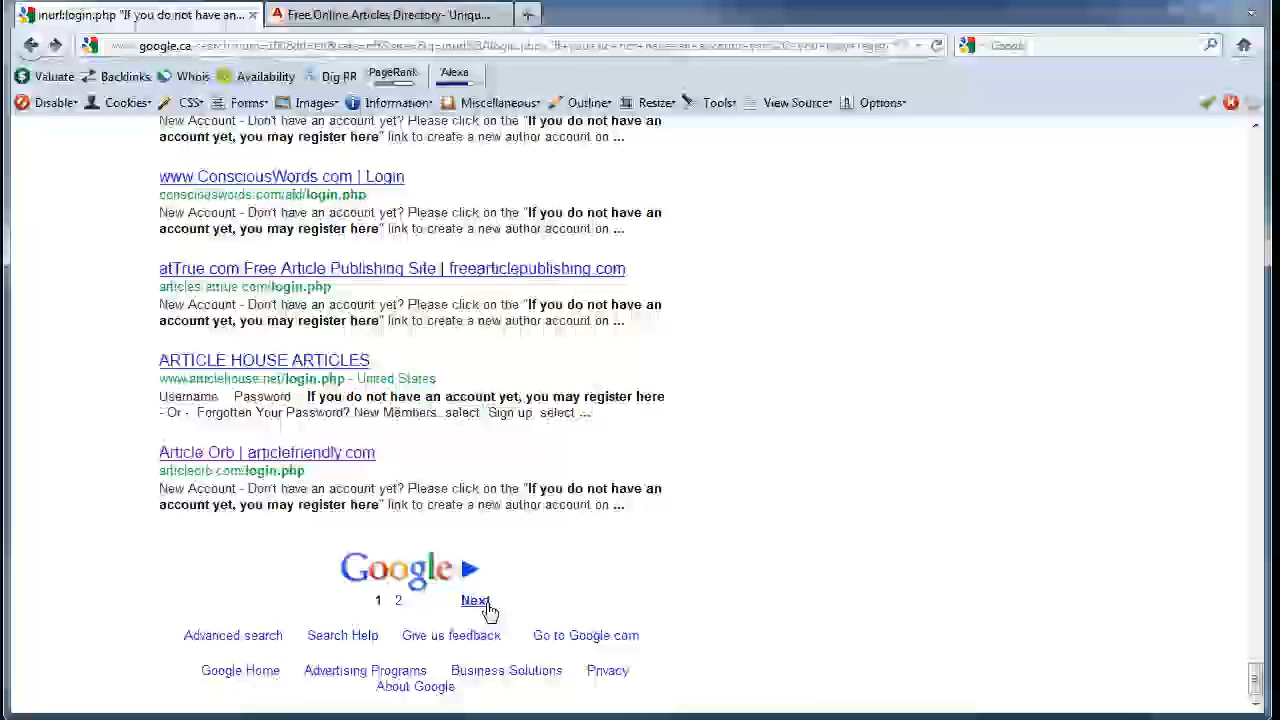 inurl:login.php "If you do not have an...
Free Online Articles Directory - Uniqu...
www.google.ca
Google
Valuate Backlinks Whois Availability Dig RR PageRank Alexa
Disable Cookies CSS Forms Images Information Miscellaneous Outline Resize Tools View Source Options
New Account - Don't have an account yet? Please click on the "If you do not have an
account yet, you may register here" link to create a new author account on ...
www ConsciousWords com | Login
consciouswords.com/ald/login.php
New Account - Don't have an account yet? Please click on the "If you do not have an
account yet, you may register here" link to create a new author account on ...
atTrue com Free Article Publishing Site | freearticlepublishing com
articles.attrue.com/login.php
New Account - Don't have an account yet? Please click on the "If you do not have an
account yet, you may register here" link to create a new author account on ...
ARTICLE HOUSE ARTICLES
www.articlehouse.net/login.php - United States
Username Password If you do not have an account yet, you may register here
- Or - Forgotten Your Password? New Members select Sign up select ...
Article Orb | articlefriendly com
articleorb.com/login.php
New Account - Don't have an account yet? Please click on the "If you do not have an
account yet, you may register here" link to create a new author account on ...
Google
1 2 Next
Advanced search Search Help Give us feedback Go to Google com
Google Home Advertising Programs Business Solutions Privacy
About Google